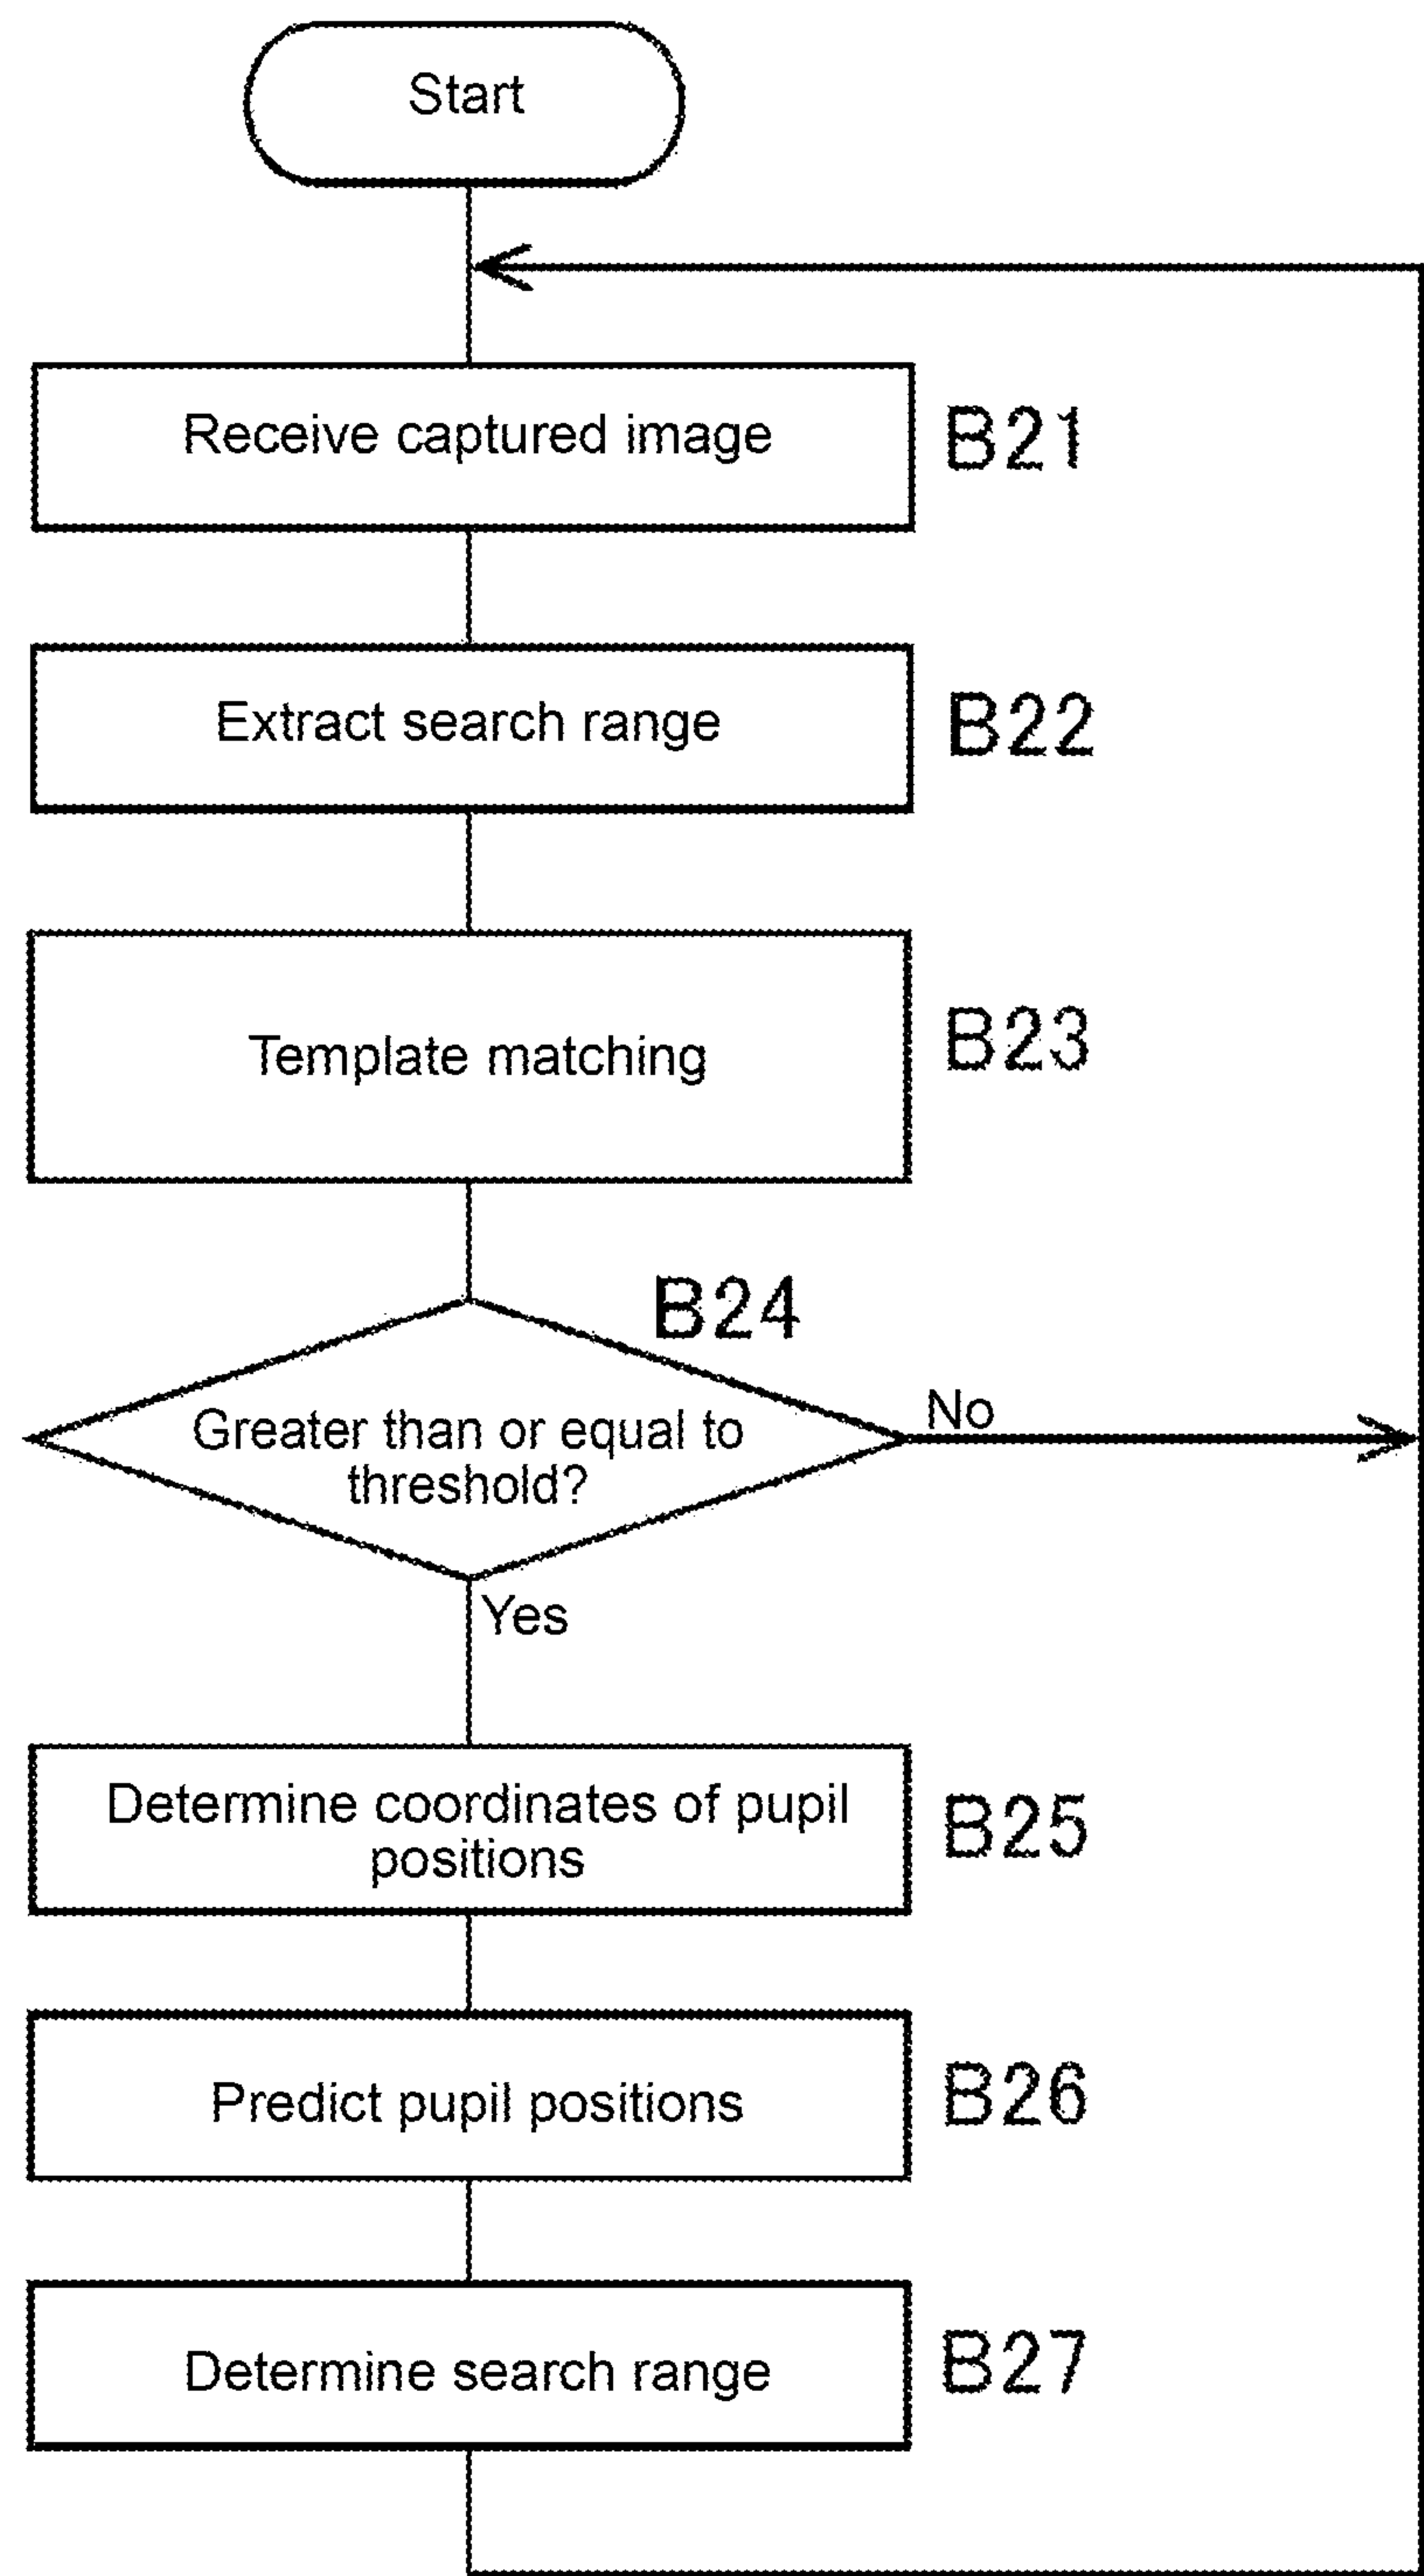 Start
Receive captured image
B21
Extract search range
B22
Template matching
B23
B24
Greater than or equal to
threshold?
No
Yes
Determine coordinates of pupil
positions
B25
Predict pupil positions
B26
Determine search range
B27